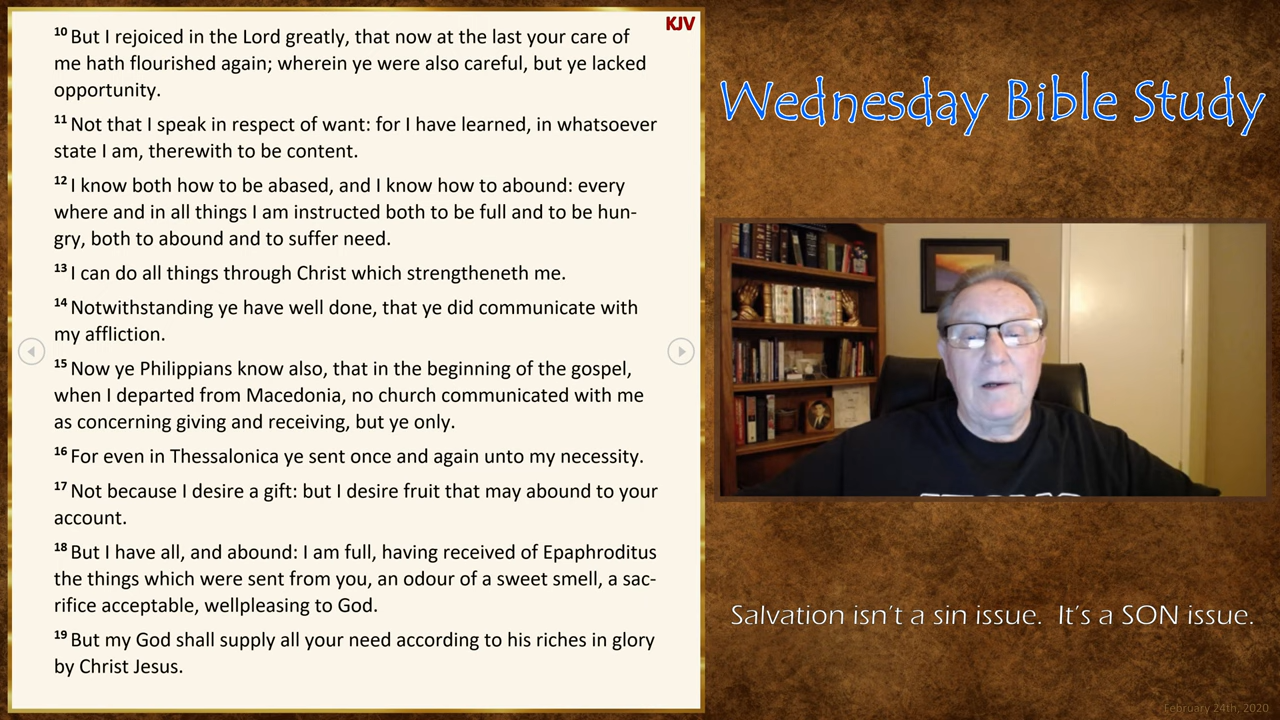 KJV
10 But I rejoiced in the Lord greatly, that now at the last your care of
me hath flourished again; wherein ye were also careful, but ye lacked
opportunity.
11 Not that I speak in respect of want: for I have learned, in whatsoever
state I am, therewith to be content.
12 I know both how to be abased, and I know how to abound: every
where and in all things I am instructed both to be full and to be hun-
gry, both to abound and to suffer need.
13 I can do all things through Christ which strengtheneth me.
14 Notwithstanding ye have well done, that ye did communicate with
my affliction.
15 Now ye Philippians know also, that in the beginning of the gospel,
when I departed from Macedonia, no church communicated with me
as concerning giving and receiving, but ye only.
16 For even in Thessalonica ye sent once and again unto my necessity.
17 Not because I desire a gift: but I desire fruit that may abound to your
account.
18 But I have all, and abound: I am full, having received of Epaphroditus
the things which were sent from you, an odour of a sweet smell, a sac-
rifice acceptable, wellpleasing to God.
19 But my God shall supply all your need according to his riches in glory
by Christ Jesus.
Wednesday Bible Study
Salvation isn't a sin issue.  It's a SON issue.
February 24th, 2020